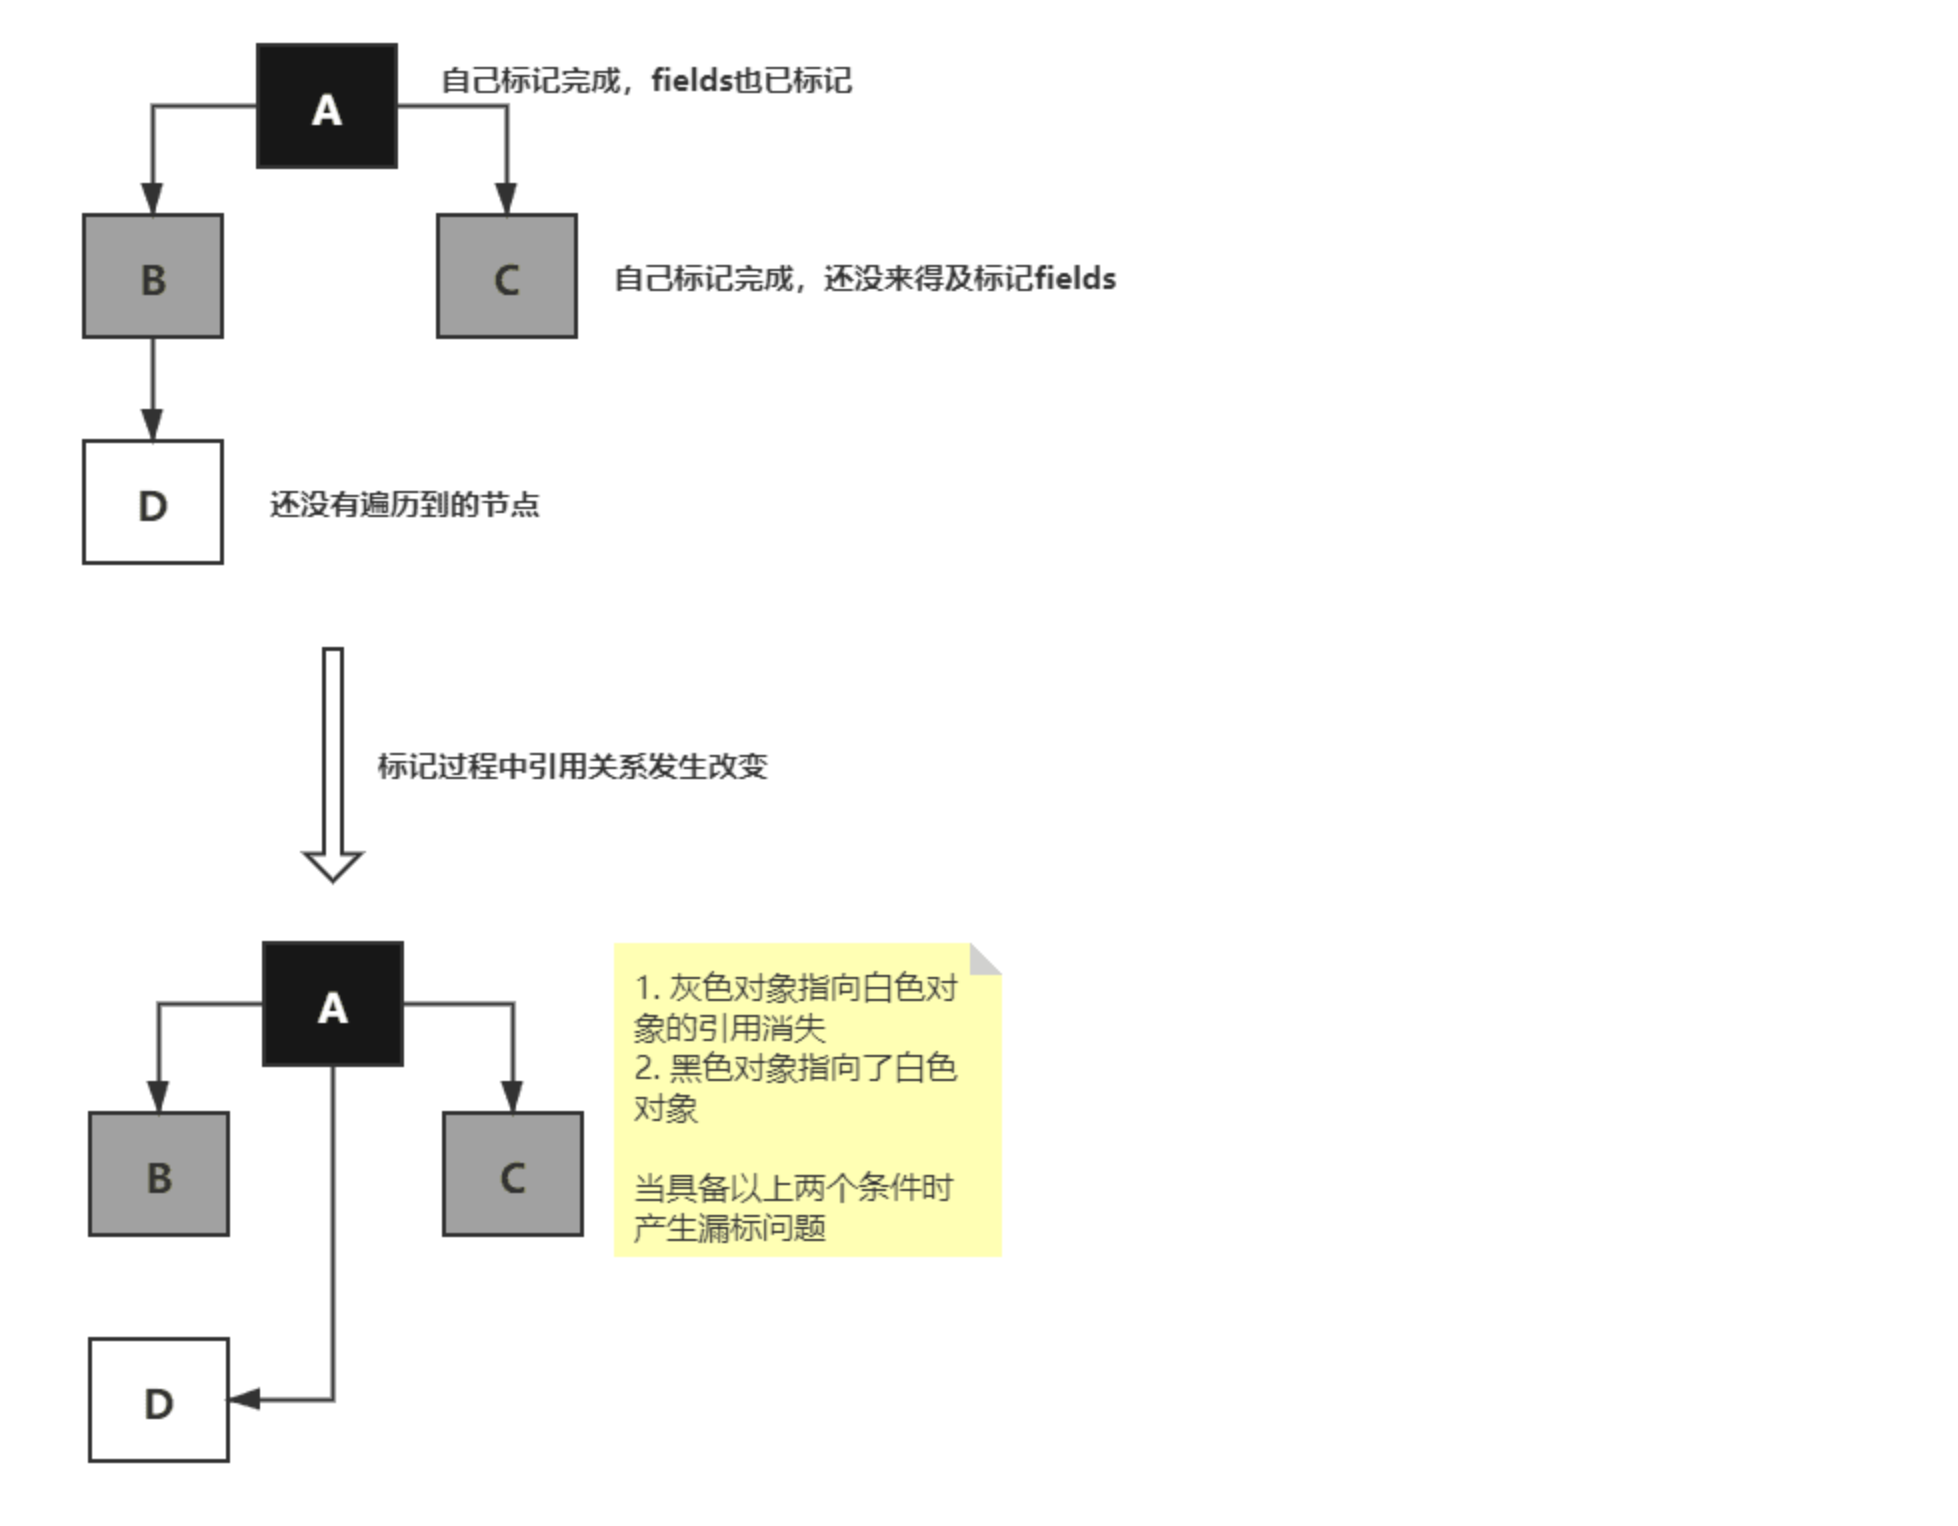 A
自己标记完成，fields也已标记
B
C
自己标记完成，还没来得及标记fields
D
还没有遍历到的节点
标记过程中引用关系发生改变
A
1. 灰色对象指向白色对
象的引用消失
2. 黑色对象指向了白色
对象
B
C
当具备以上两个条件时
产生漏标问题
D